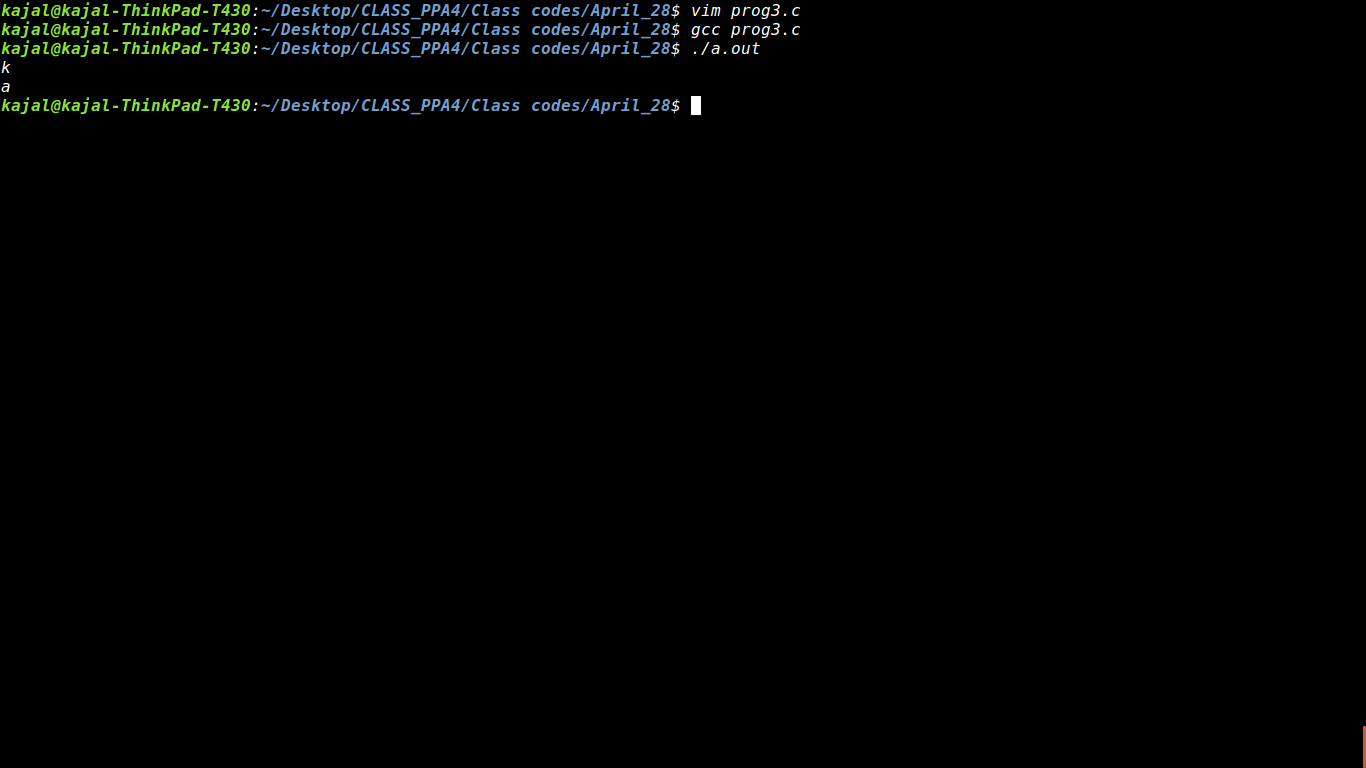 kajal@kajal-ThinkPad-T430:~/Desktop/CLASS_PPA4/Class codes/April_28$ vim prog3.c
kajal@kajal-ThinkPad-T430:~/Desktop/CLASS_PPA4/Class codes/April_28$ gcc prog3.c
kajal@kajal-ThinkPad-T430:~/Desktop/CLASS_PPA4/Class codes/April_28$ ./a.out
k
a
kajal@kajal-ThinkPad-T430:~/Desktop/CLASS_PPA4/Class codes/April_28$